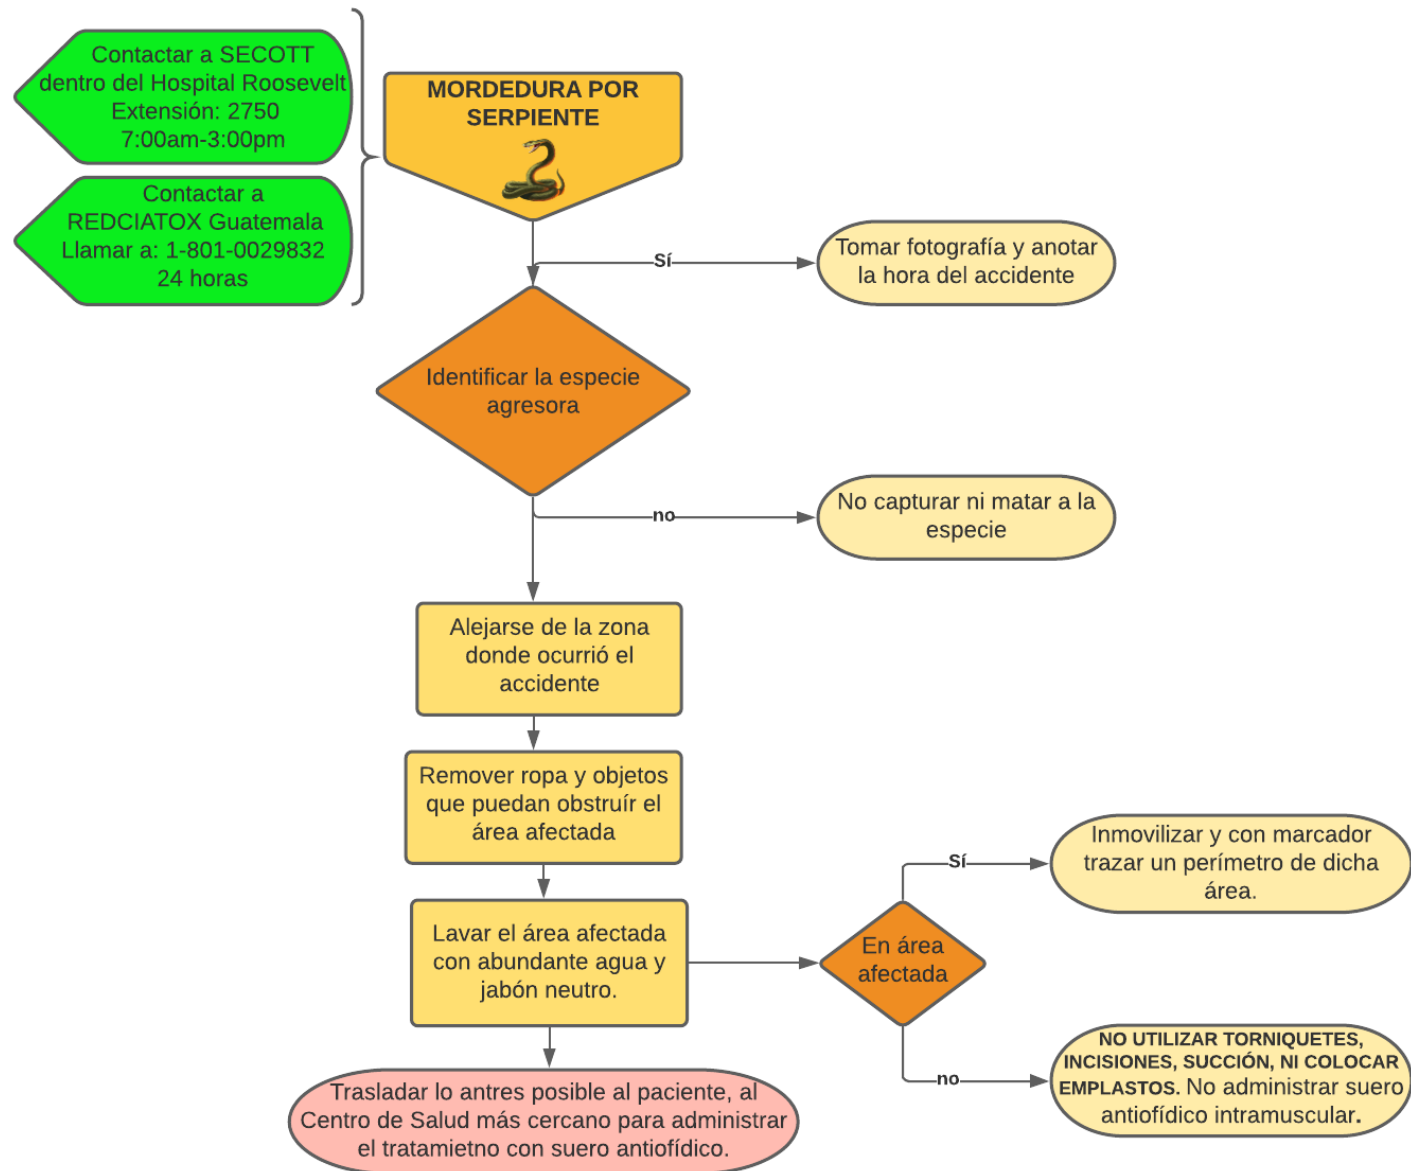 Contactar a SECOTT
dentro del Hospital Roosevelt
Extensión: 2750
7:00am-3:00pm
Contactar a
REDCIATOX Guatemala
Llamar a: 1-801-0029832
24 horas
MORDEDURA POR
SERPIENTE
Sí
Tomar fotografía y anotar
la hora del accidente
Identificar la especie
agresora
no
No capturar ni matar a la
especie
Alejarse de la zona
donde ocurrió el
accidente
Remover ropa y objetos
que puedan obstruír el
área afectada
Lavar el área afectada
con abundante agua y
jabón neutro.
En área
afectada
Sí
Inmovilizar y con marcador
trazar un perímetro de dicha
área.
no
NO UTILIZAR TORNIQUETES,
INCISIONES, SUCCIÓN, NI COLOCAR
EMPLASTOS. No administrar suero
antiofídico intramuscular.
Trasladar lo antres posible al paciente, al
Centro de Salud más cercano para administrar
el tratamietno con suero antiofídico.